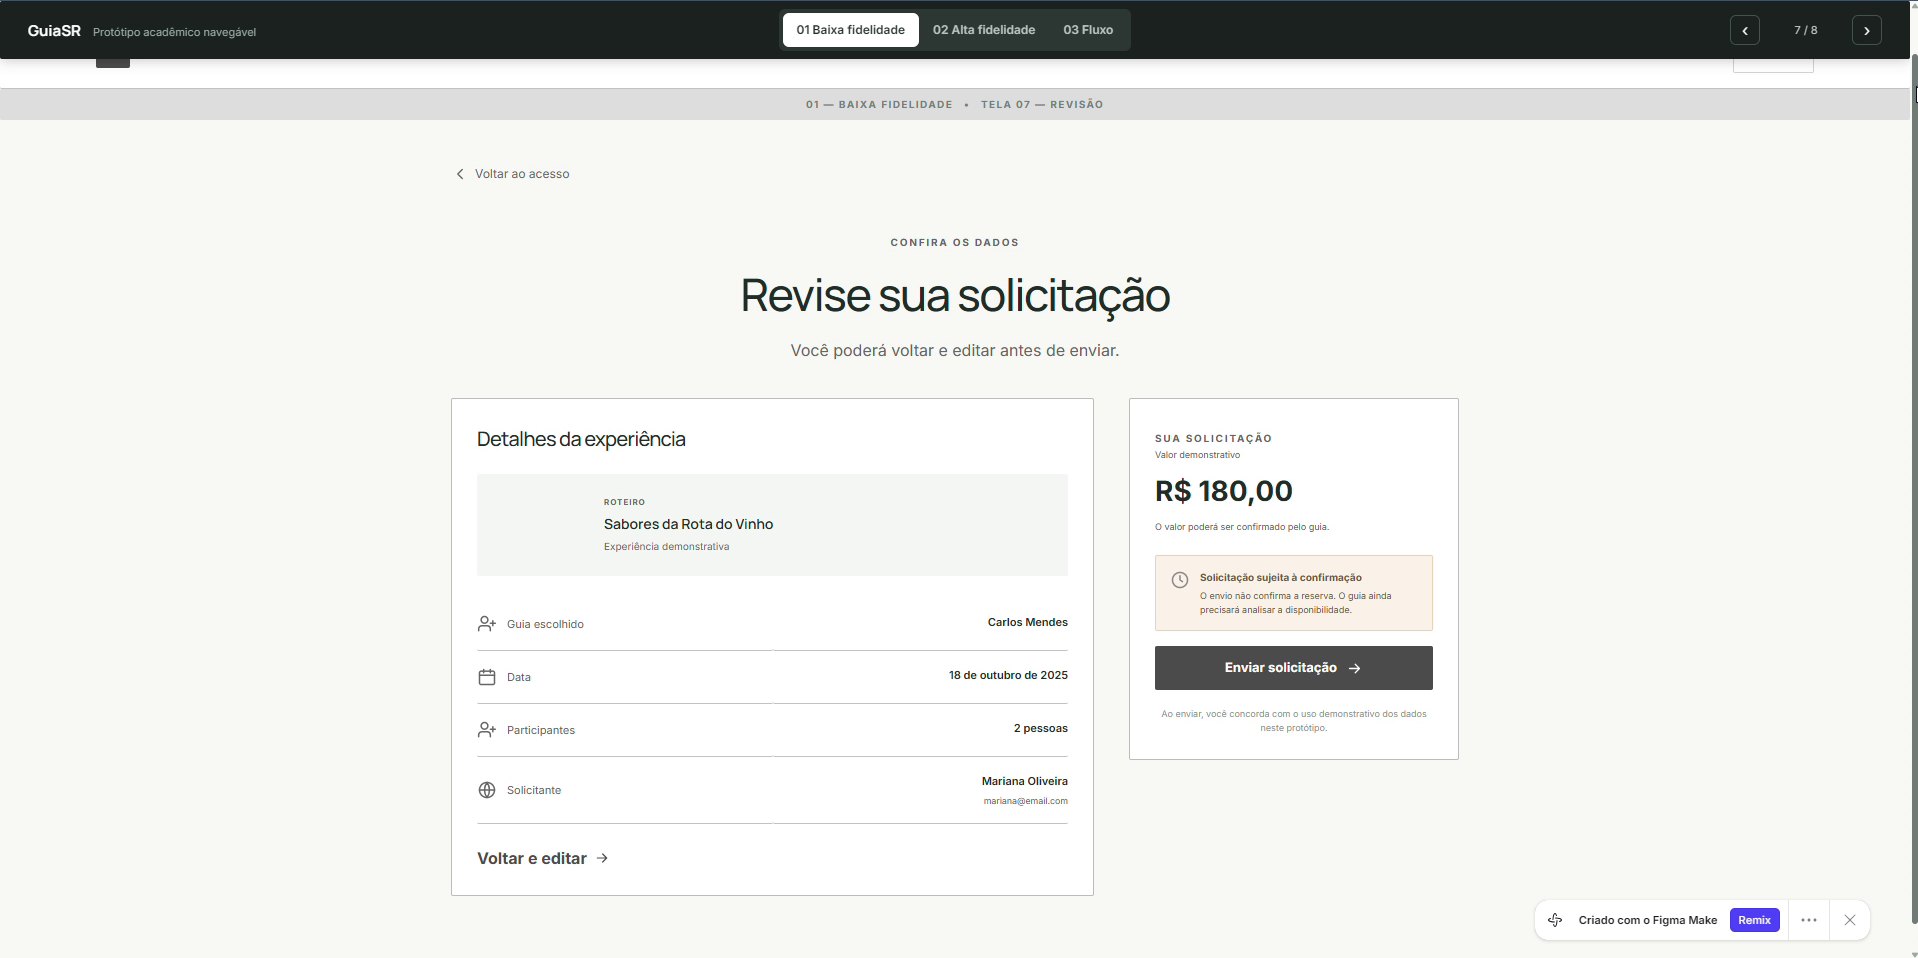 GuiaSR Protótipo acadêmico navegável
01 Baixa fidelidade
02 Alta fidelidade
03 Fluxo
7 / 8
01 — BAIXA FIDELIDADE • TELA 07 — REVISÃO
Voltar ao acesso
CONFIRA OS DADOS
Revise sua solicitação
Você poderá voltar e editar antes de enviar.
Detalhes da experiência
ROTEIRO
Sabores da Rota do Vinho
Experiência demonstrativa
Guia escolhido
Carlos Mendes
Data
18 de outubro de 2025
Participantes
2 pessoas
Solicitante
Mariana Oliveira
mariana@email.com
Voltar e editar
SUA SOLICITAÇÃO
Valor demonstrativo
R$ 180,00
O valor poderá ser confirmado pelo guia.
Solicitação sujeita à confirmação
O envio não confirma a reserva. O guia ainda
precisará analisar a disponibilidade.
Enviar solicitação
Ao enviar, você concorda com o uso demonstrativo dos dados
neste protótipo.
Criado com o Figma Make
Remix